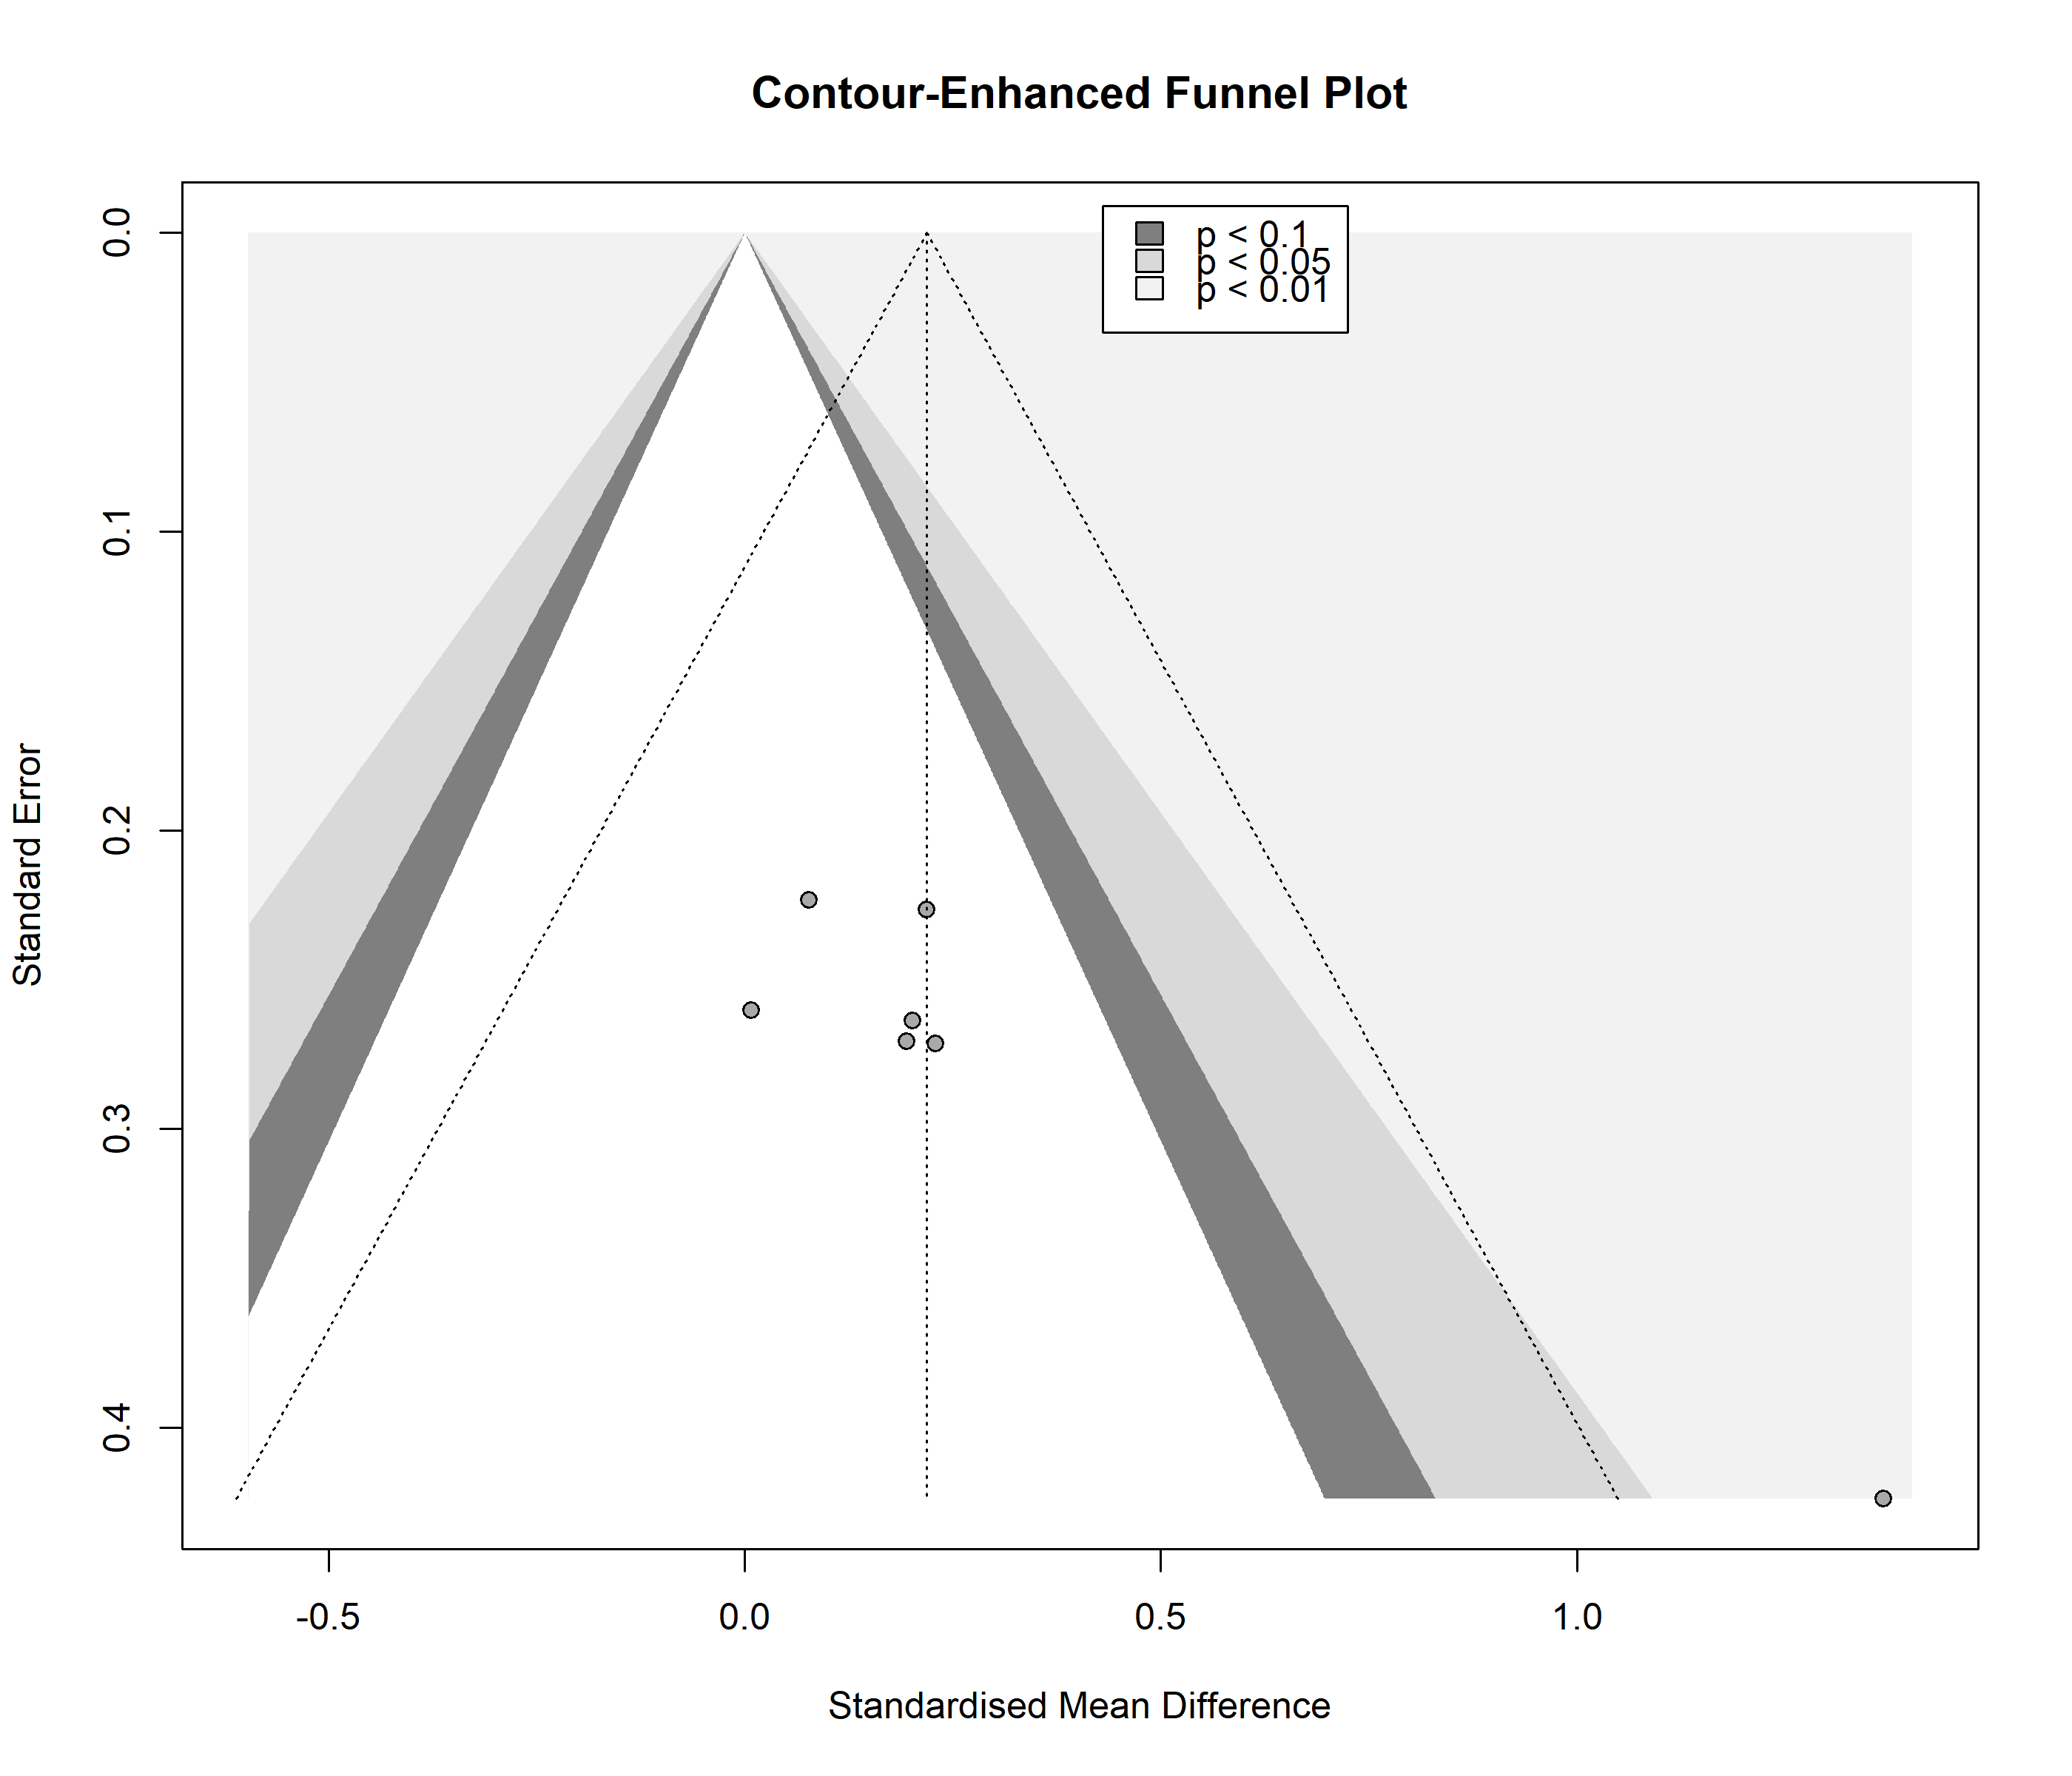 Contour-Enhanced Funnel Plot
p < 0.1
p < 0.05
p < 0.01
0.0
0.1
0.2
0.3
0.4
Standard Error
-0.5
0.0
0.5
1.0
Standardised Mean Difference